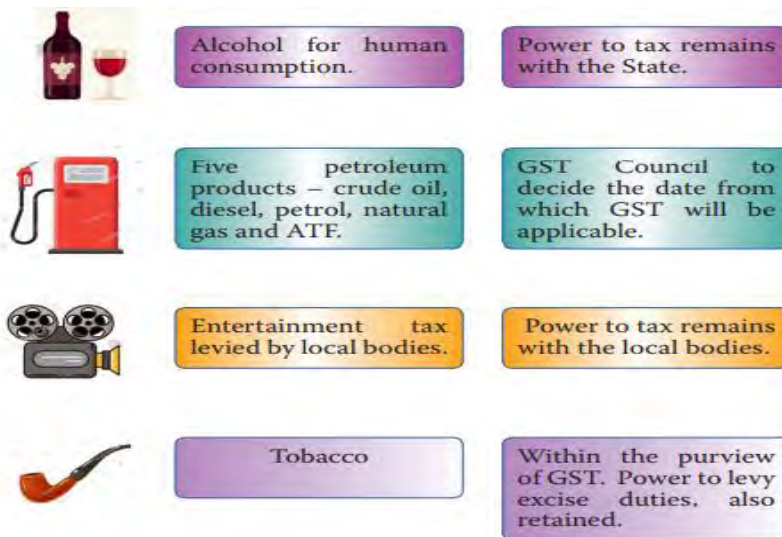 Alcohol for human
consumption.
Power to tax remains
with the State.
Five petroleum
products – crude oil,
diesel, petrol, natural
gas and ATF.
GST Council to
decide the date from
which GST will be
applicable.
Entertainment tax
levied by local bodies.
Power to tax remains
with the local bodies.
Tobacco
Within the purview
of GST. Power to levy
excise duties, also
retained.